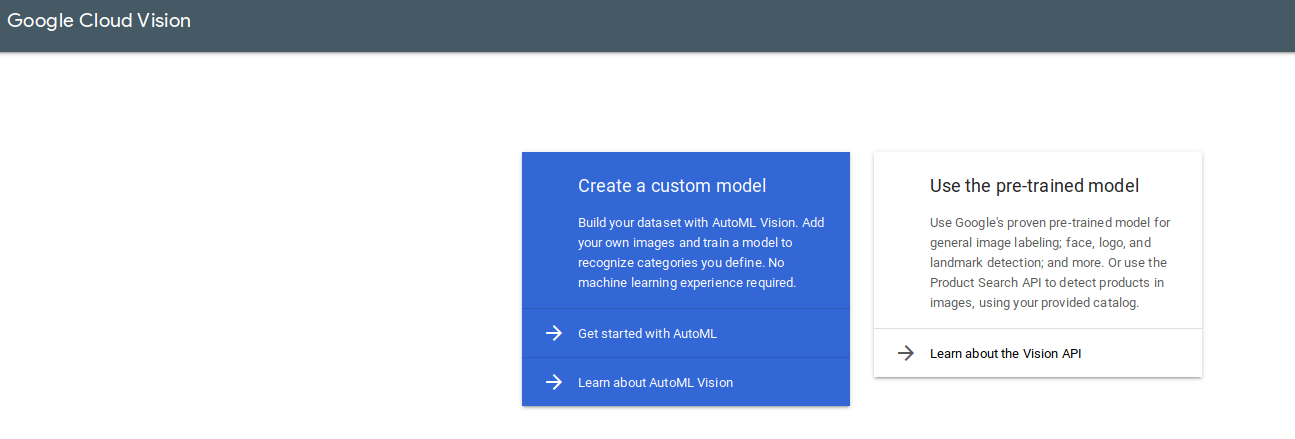 Google Cloud Vision
Create a custom model
Build your dataset with AutoML Vision. Add
your own images and train a model to
recognize categories you define. No
machine learning experience required.
Get started with AutoML
Learn about AutoML Vision
Use the pre-trained model
Use Google's proven pre-trained model for
general image labeling; face, logo, and
landmark detection; and more. Or use the
Product Search API to detect products in
images, using your provided catalog.
Learn about the Vision API